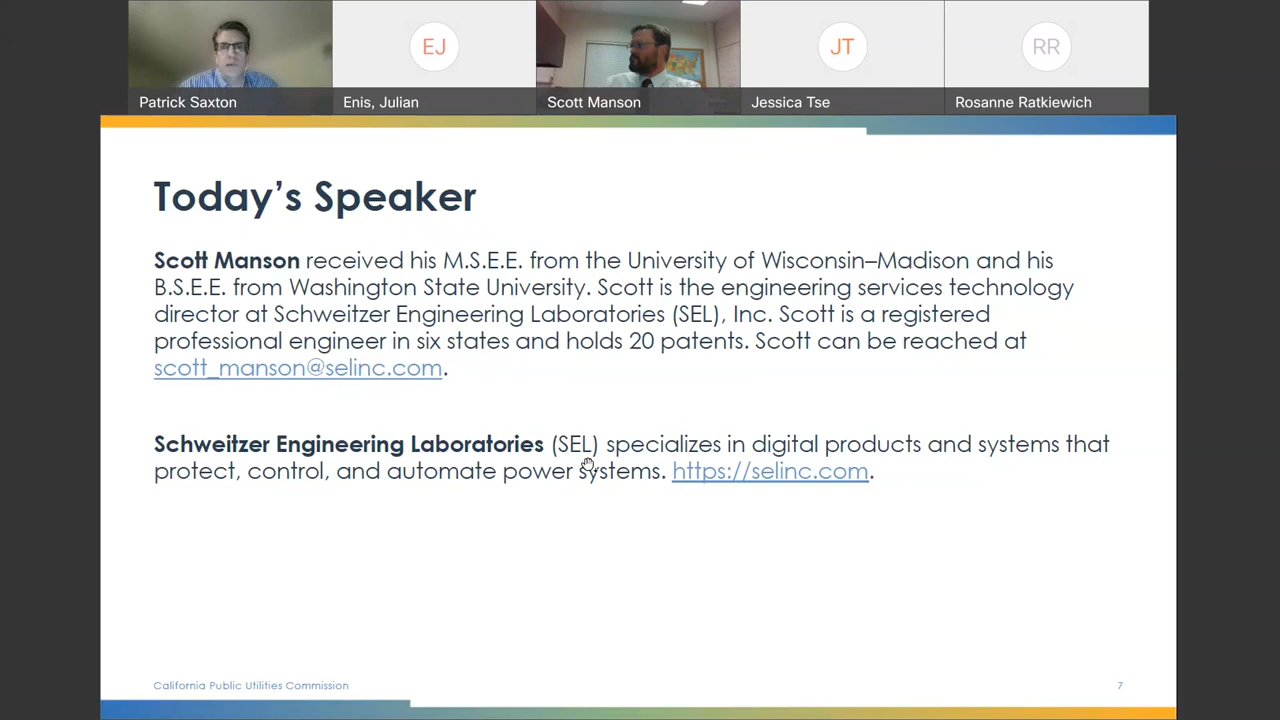 EJ
JT
RR
Patrick Saxton
Enis, Julian
Scott Manson
Jessica Tse
Rosanne Ratkiewich
Today's Speaker
Scott Manson received his M.S.E.E. from the University of Wisconsin–Madison and his
B.S.E.E. from Washington State University. Scott is the engineering services technology
director at Schweitzer Engineering Laboratories (SEL), Inc. Scott is a registered
professional engineer in six states and holds 20 patents. Scott can be reached at
scott_manson@selinc.com.
Schweitzer Engineering Laboratories (SEL) specializes in digital products and systems that
protect, control, and automate power systems. https://selinc.com.
California Public Utilities Commission
7